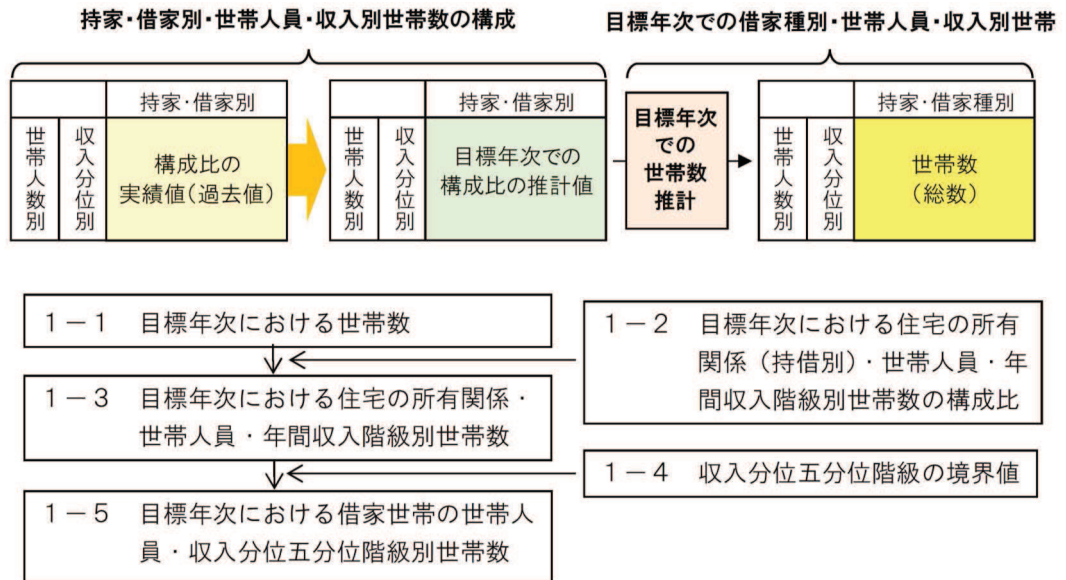 持家・借家別・世帯人員・収入別世帯数の構成
目標年次での借家種別・世帯人員・収入別世帯
持家・借家別
世帯人数別
収入分位別
構成比の
実績値(過去値)
持家・借家別
世帯人数別
収入分位別
目標年次での
構成比の推計値
目標年次
での
世帯数
推計
持家・借家種別
世帯人数別
収入分位別
世帯数
(総数)
1-1 目標年次における世帯数
1-2 目標年次における住宅の所有
関係(持借別)・世帯人員・年
間収入階級別世帯数の構成比
1-3 目標年次における住宅の所有関係・
世帯人員・年間収入階級別世帯数
1-4 収入分位五分位階級の境界値
1-5 目標年次における借家世帯の世帯人
員・収入分位五分位階級別世帯数